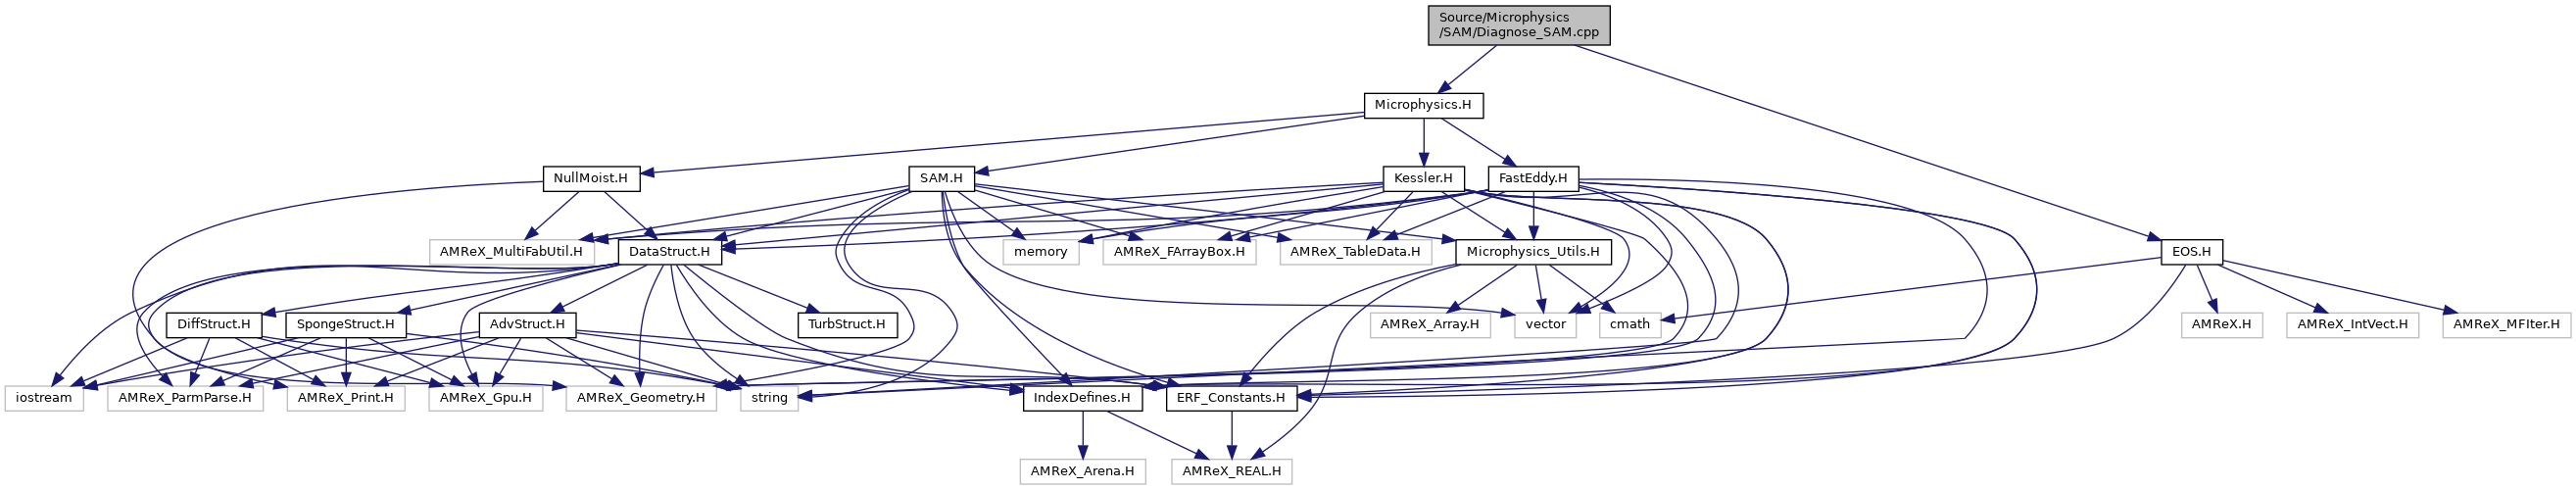 Source/Microphysics
/SAM/Diagnose_SAM.cpp
Microphysics.H
NullMoist.H
SAM.H
Kessler.H
FastEddy.H
AMReX_MultiFabUtil.H
DataStruct.H
memory
AMReX_FArrayBox.H
AMReX_TableData.H
Microphysics_Utils.H
EOS.H
DiffStruct.H
SpongeStruct.H
AdvStruct.H
TurbStruct.H
AMReX_Array.H
vector
cmath
AMReX.H
AMReX_IntVect.H
AMReX_MFIter.H
iostream
AMReX_ParmParse.H
AMReX_Print.H
AMReX_Gpu.H
AMReX_Geometry.H
string
IndexDefines.H
ERF_Constants.H
AMReX_Arena.H
AMReX_REAL.H